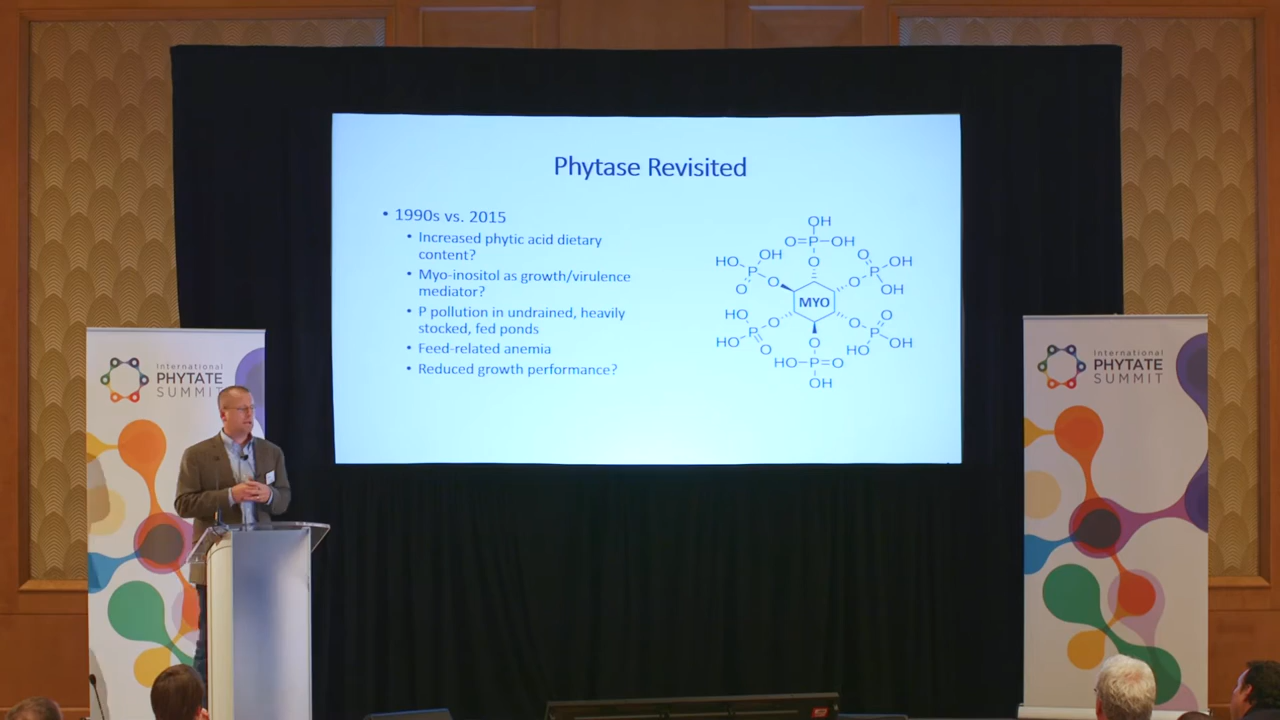 Phytase Revisited
• 1990s vs. 2015
• Increased phytic acid dietary
content?
• Myo-inositol as growth/virulence
mediator?
• P pollution in undrained, heavily
stocked, fed ponds
• Feed-related anemia
• Reduced growth performance?
OH
O=P—OH
O
HO
OH
P
O
O
O
OH
P
O
OH
MYO
HO
HO
P
O
O
O
O
P
OH
HO
O
HO—P=O
OH
International
PHYTATE
SUMMIT
International
PHYTATE
SUMMIT